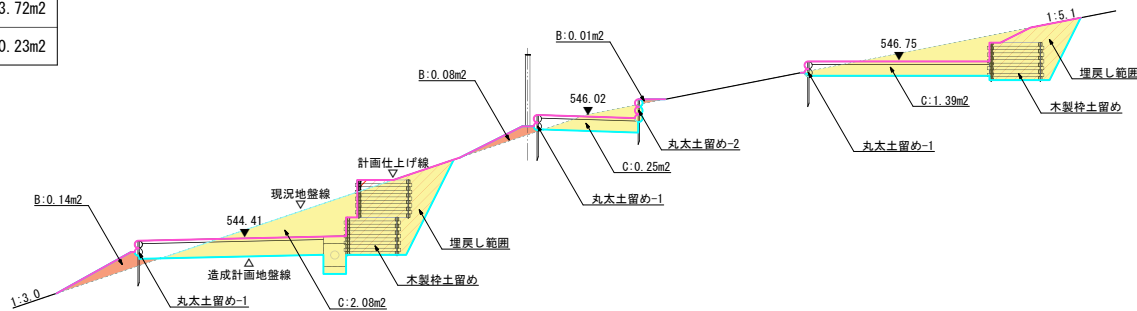 3.72m2
0.23m2
1:5.1
B:0.01m2
546.75
B:0.08m2
546.02
埋戻し範囲
C:1.39m2
木製枠土留め
丸太土留め-2
丸太土留め-1
C:0.25m2
計画仕上げ線
現況地盤線
丸太土留め-1
B:0.14m2
544.41
埋戻し範囲
造成計画地盤線
木製枠土留め
1:3.0
丸太土留め-1
C:2.08m2